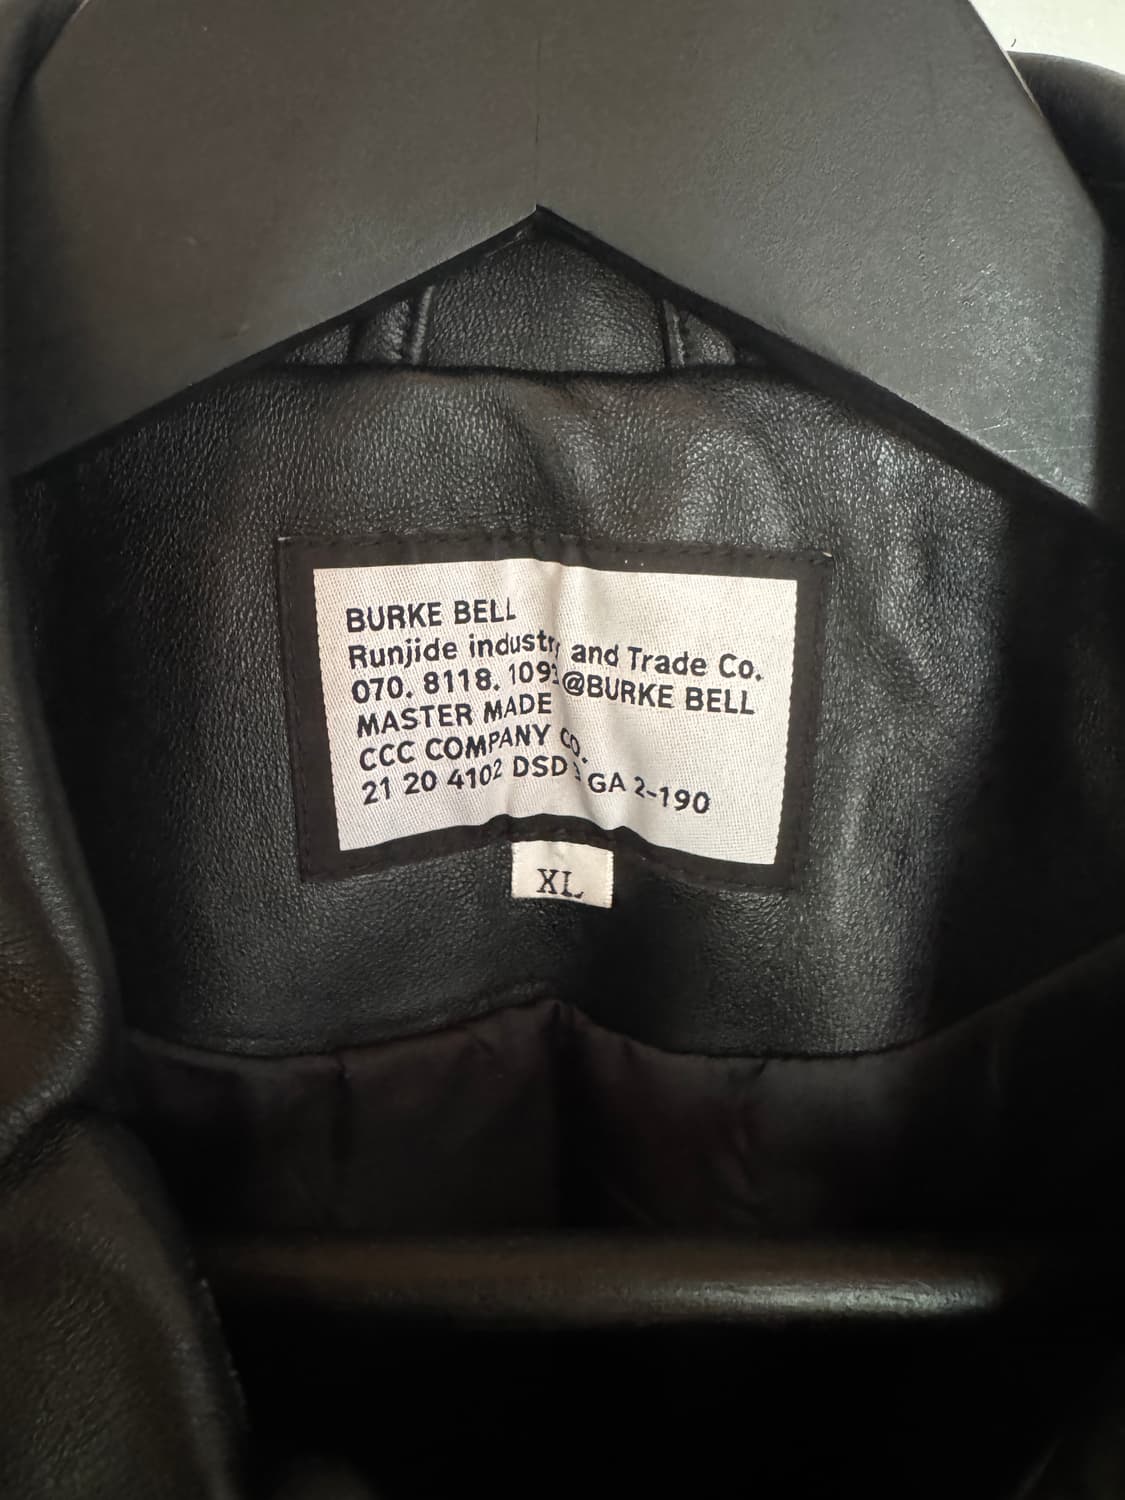 BURKE BELL
Runjide industry and Trade Co.
070. 8118. @BURKE BELL
MASTER MADE
CCC COMPANY CO.
21 20 4102 DSD GA 2-190
XL